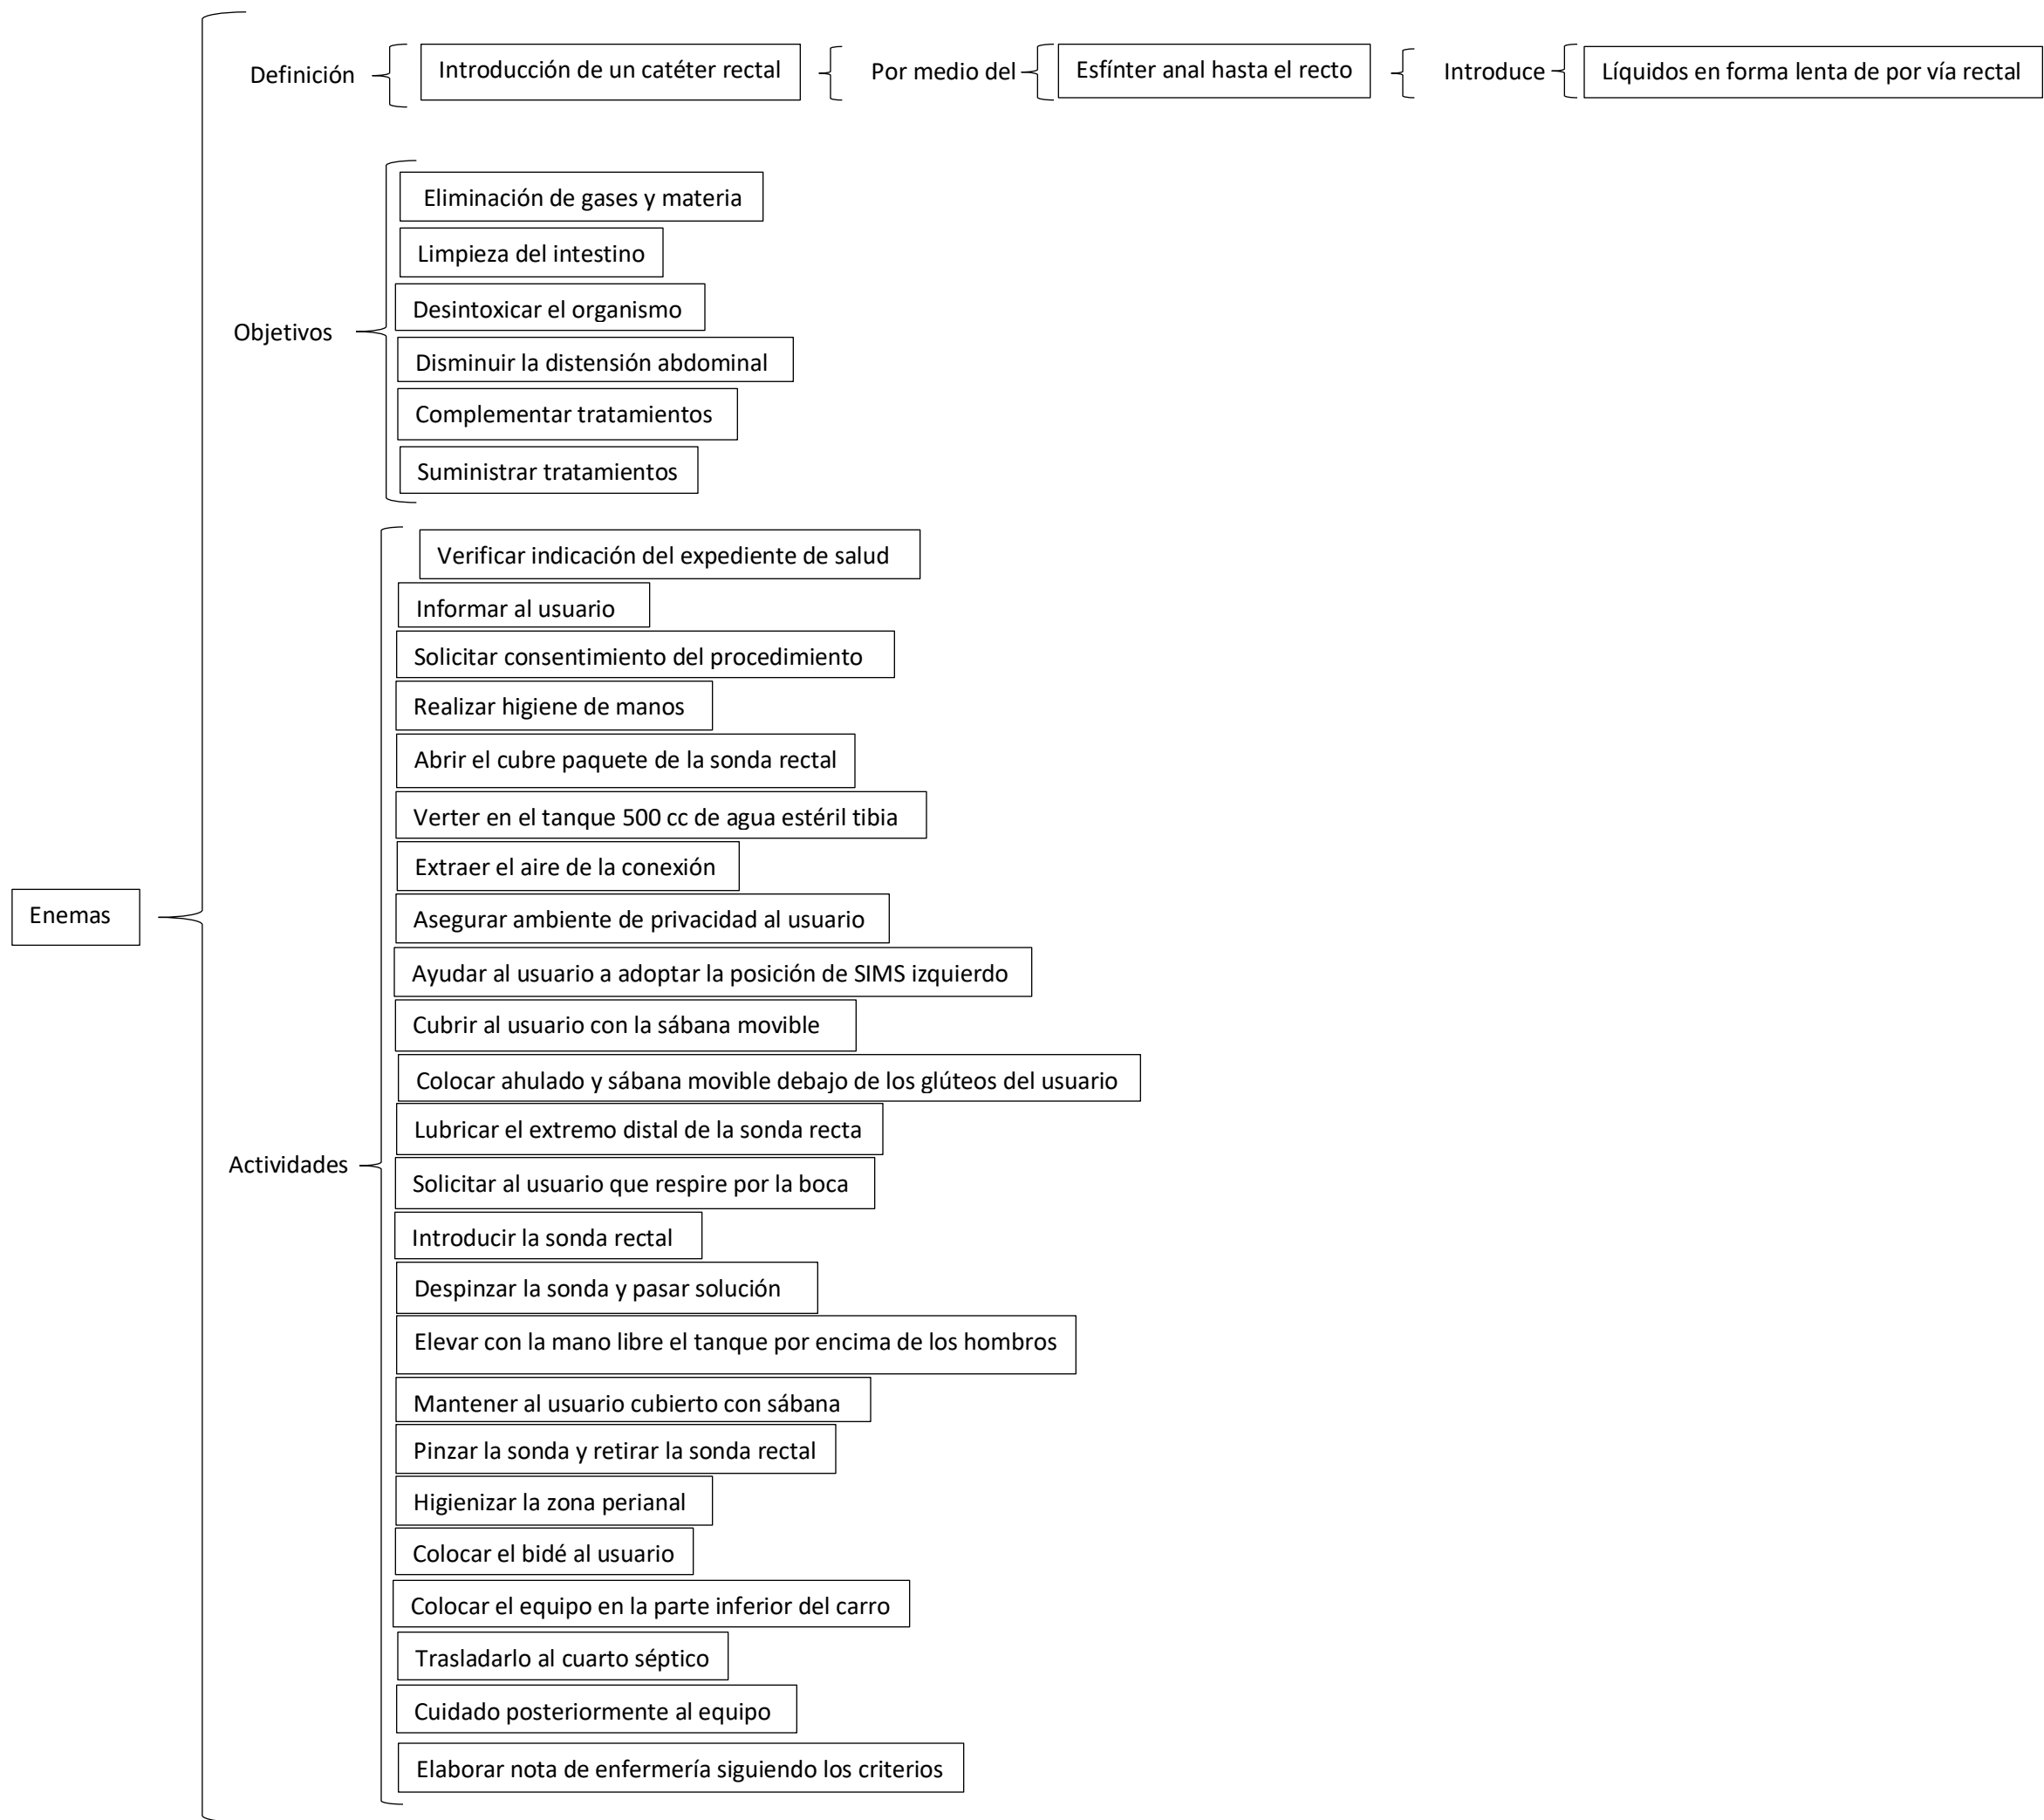 Definición
Introducción de un catéter rectal
Por medio del
Esfínter anal hasta el recto
Introduce
Líquidos en forma lenta de por vía rectal
Objetivos
Eliminación de gases y materia
Limpieza del intestino
Desintoxicar el organismo
Disminuir la distensión abdominal
Complementar tratamientos
Suministrar tratamientos
Enemas
Actividades
Verificar indicación del expediente de salud
Informar al usuario
Solicitar consentimiento del procedimiento
Realizar higiene de manos
Abrir el cubre paquete de la sonda rectal
Verter en el tanque 500 cc de agua estéril tibia
Extraer el aire de la conexión
Asegurar ambiente de privacidad al usuario
Ayudar al usuario a adoptar la posición de SIMS izquierdo
Cubrir al usuario con la sábana movible
Colocar ahulado y sábana movible debajo de los glúteos del usuario
Lubricar el extremo distal de la sonda recta
Solicitar al usuario que respire por la boca
Introducir la sonda rectal
Despinzar la sonda y pasar solución
Elevar con la mano libre el tanque por encima de los hombros
Mantener al usuario cubierto con sábana
Pinzar la sonda y retirar la sonda rectal
Higienizar la zona perianal
Colocar el bidé al usuario
Colocar el equipo en la parte inferior del carro
Trasladarlo al cuarto séptico
Cuidado posteriormente al equipo
Elaborar nota de enfermería siguiendo los criterios